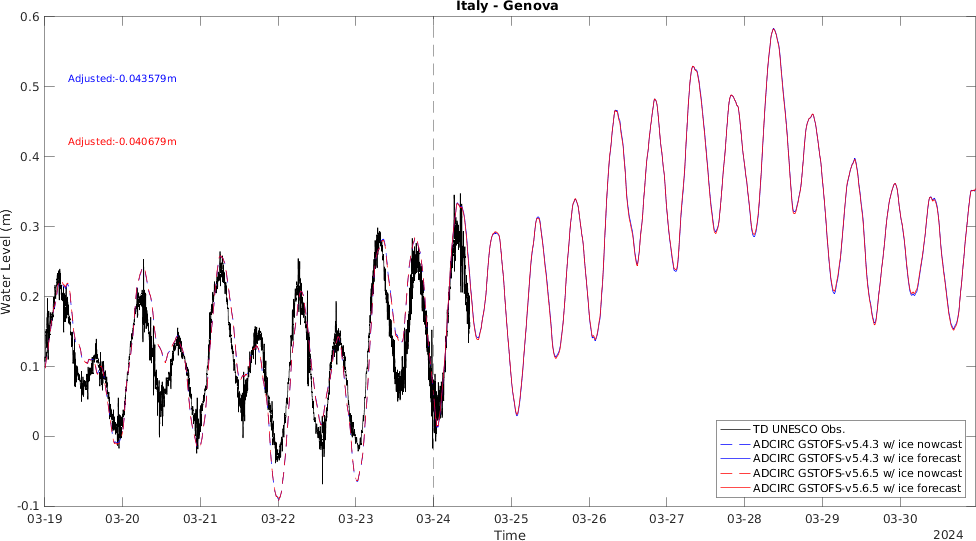 Italy - Genova
0.6
0.5
0.4
0.3
0.2
0.1
0
-0.1
Water Level (m)
Adjusted:-0.043579m
Adjusted:-0.040679m
TD UNESCO Obs.
ADCIRC GSTOFS-v5.4.3 w/ ice nowcast
ADCIRC GSTOFS-v5.4.3 w/ ice forecast
ADCIRC GSTOFS-v5.6.5 w/ ice nowcast
ADCIRC GSTOFS-v5.6.5 w/ ice forecast
03-19 03-20 03-21 03-22 03-23 03-24 03-25 03-26 03-27 03-28 03-29 03-30
Time
2024